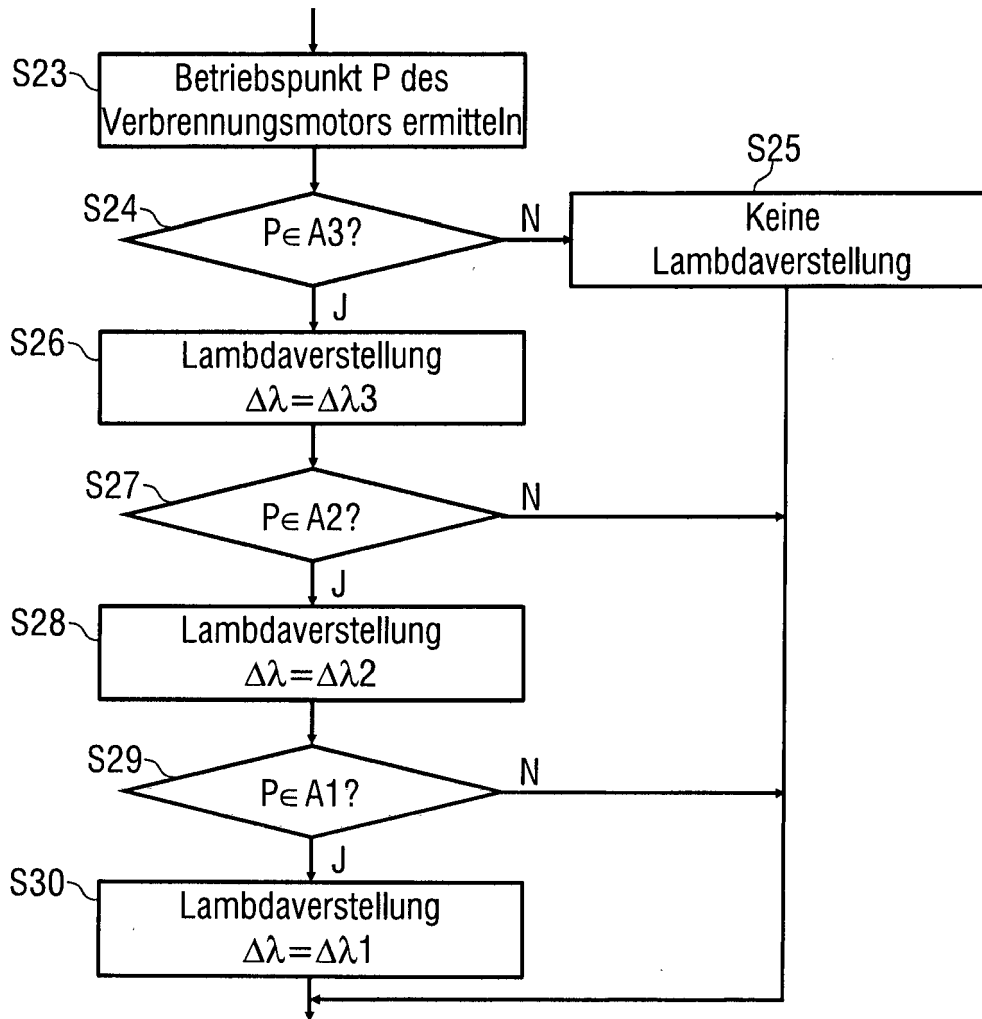 S23
Betriebspunkt P des
Verbrennungsmotors ermitteln
S24
P∈A3?
N
S25
Keine
Lambdaverstellung
J
S26
Lambdaverstellung
Δλ=Δλ3
S27
P∈A2?
N
J
S28
Lambdaverstellung
Δλ=Δλ2
S29
P∈A1?
N
J
S30
Lambdaverstellung
Δλ=Δλ1